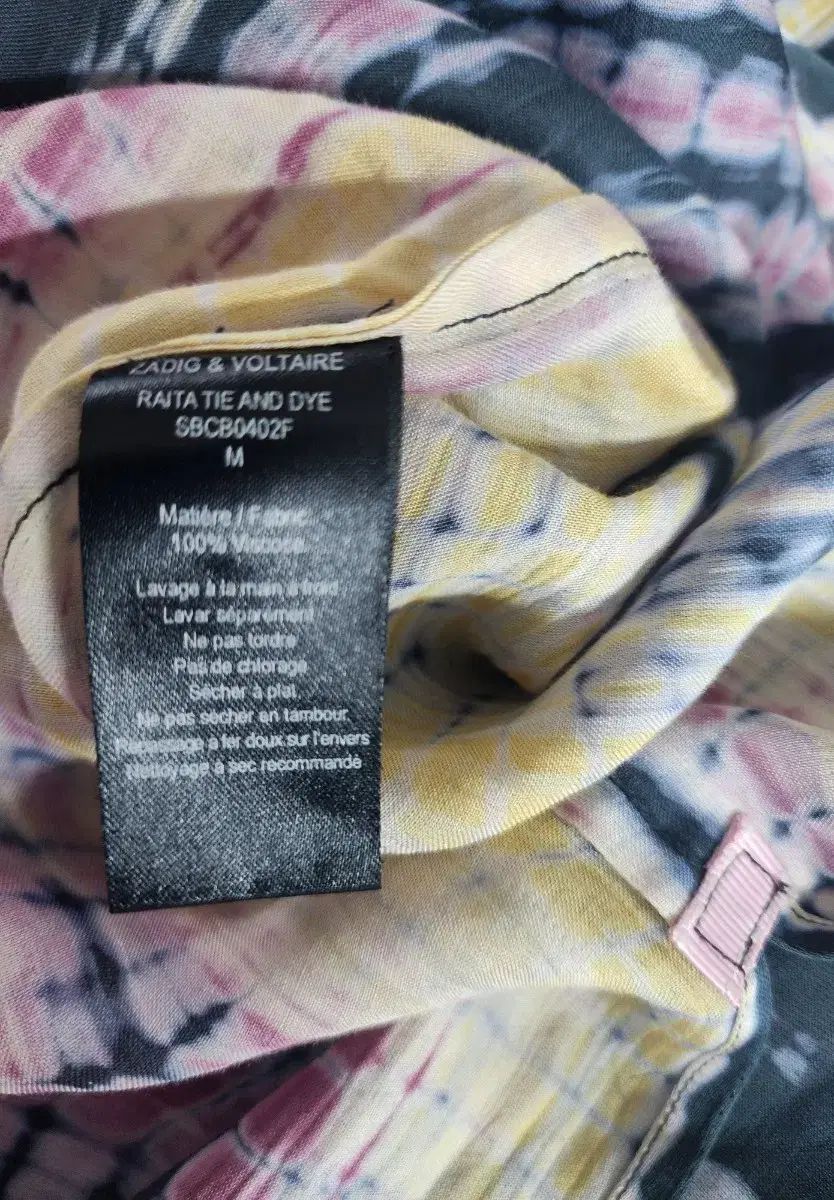 ZADIG & VOLTAIRE
RAITA TIE AND DYE
SBCB0402F
M
Matière / Fabric
100% Viscose
Lavage à la main à froid
Laver séparément
Ne pas tordre
Pas de chlorage
Sécher à plat
Ne pas sécher en tambour
Repassage à fer doux sur l'envers
Nettoyage à sec recommandé